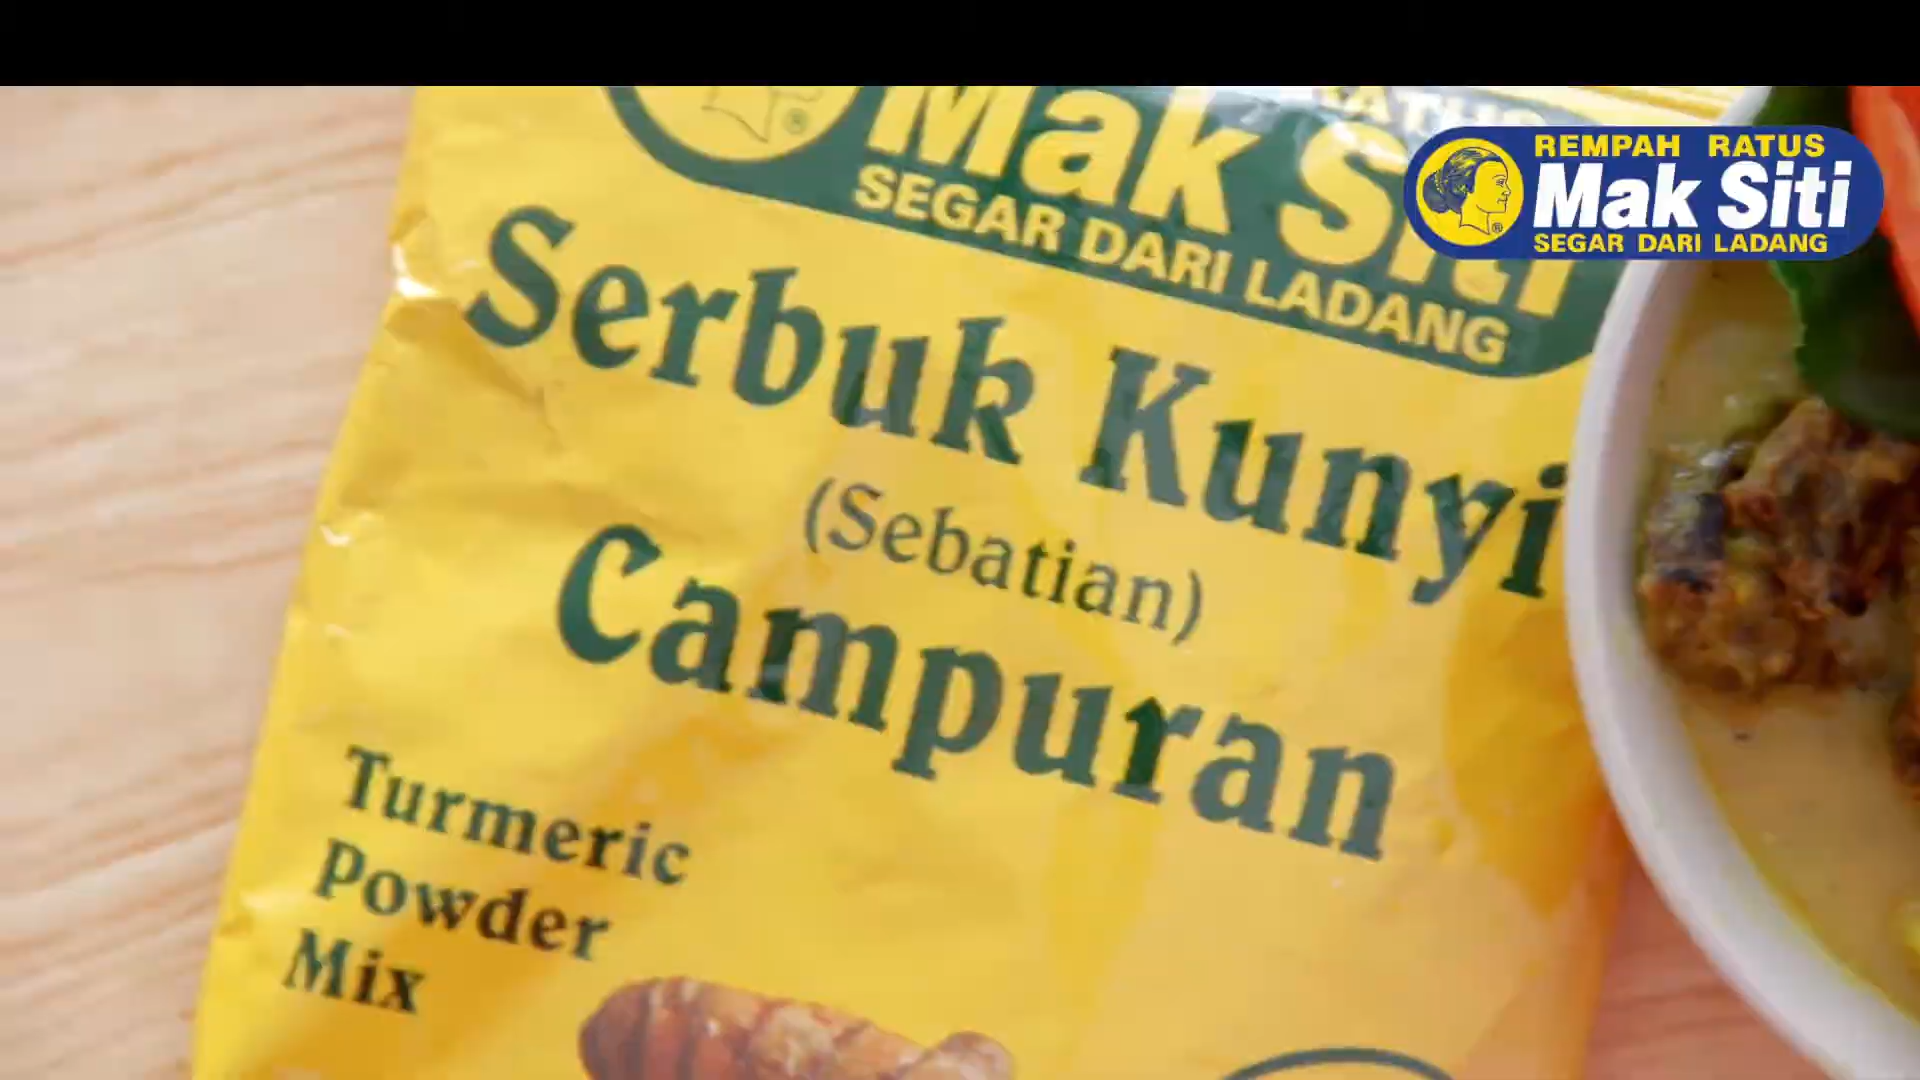 Mak Siti
SEGAR DARI LADANG
Serbuk Kunyi
(Sebatian)
Campuran
Turmeric
Powder
Mix
REMPAH RATUS
Mak Siti
SEGAR DARI LADANG